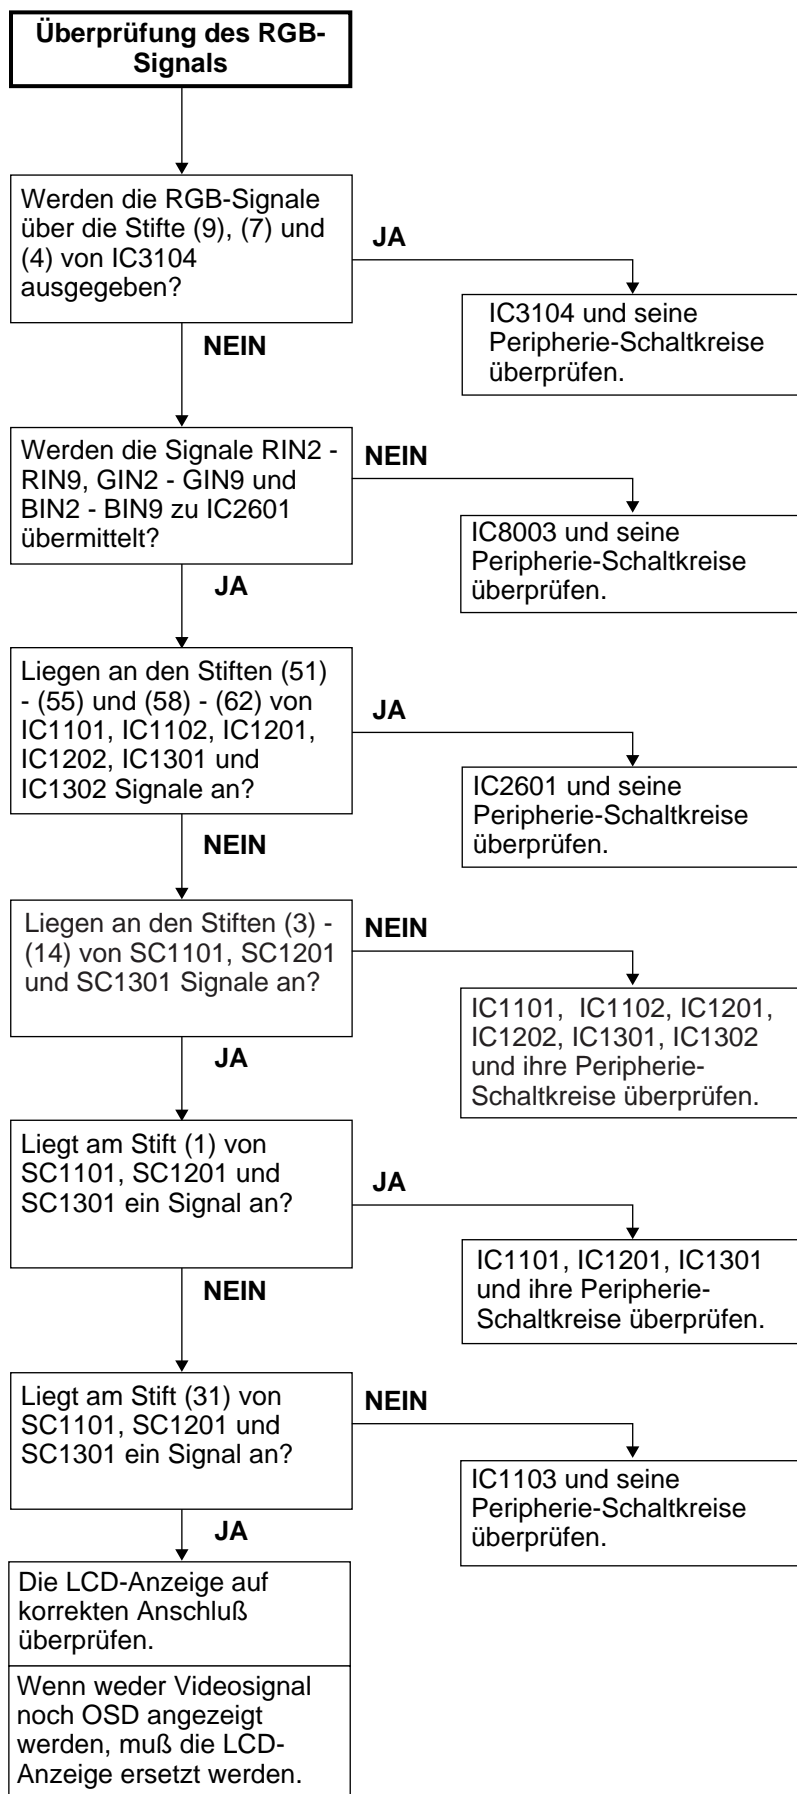 Überprüfung des RGB-
Signals
Werden die RGB-Signale
über die Stifte (9), (7) und
(4) von IC3104
ausgegeben?
JA
IC3104 und seine
Peripherie-Schaltkreise
überprüfen.
NEIN
Werden die Signale RIN2 -
RIN9, GIN2 - GIN9 und
BIN2 - BIN9 zu IC2601
übermittelt?
NEIN
IC8003 und seine
Peripherie-Schaltkreise
überprüfen.
JA
Liegen an den Stiften (51)
- (55) und (58) - (62) von
IC1101, IC1102, IC1201,
IC1202, IC1301 und
IC1302 Signale an?
JA
IC2601 und seine
Peripherie-Schaltkreise
überprüfen.
NEIN
Liegen an den Stiften (3) -
(14) von SC1101, SC1201
und SC1301 Signale an?
NEIN
IC1101, IC1102, IC1201,
IC1202, IC1301, IC1302
und ihre Peripherie-
Schaltkreise überprüfen.
JA
Liegt am Stift (1) von
SC1101, SC1201 und
SC1301 ein Signal an?
JA
IC1101, IC1201, IC1301
und ihre Peripherie-
Schaltkreise überprüfen.
NEIN
Liegt am Stift (31) von
SC1101, SC1201 und
SC1301 ein Signal an?
NEIN
IC1103 und seine
Peripherie-Schaltkreise
überprüfen.
JA
Die LCD-Anzeige auf
korrekten Anschluß
überprüfen.
Wenn weder Videosignal
noch OSD angezeigt
werden, muß die LCD-
Anzeige ersetzt werden.